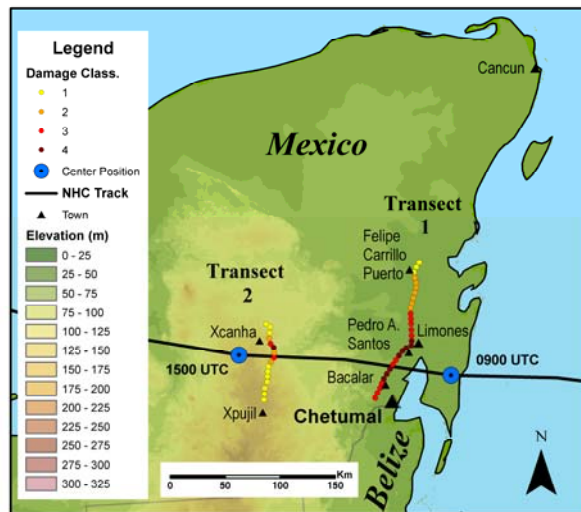 Legend
Damage Class.
1
2
3
4
Center Position
NHC Track
Town
Elevation (m)
0 - 25
25 - 50
50 - 75
75 - 100
100 - 125
125 - 150
150 - 175
175 - 200
200 - 225
225 - 250
250 - 275
275 - 300
300 - 325
Cancun
Mexico
Transect
1
Felipe
Carrillo
Puerto
Transect
2
Xcanha
Pedro A.
Santos
Limones
1500 UTC
0900 UTC
Bacalar
Xpujil
Chetumal
Belize
Km
0
50
100
150
N